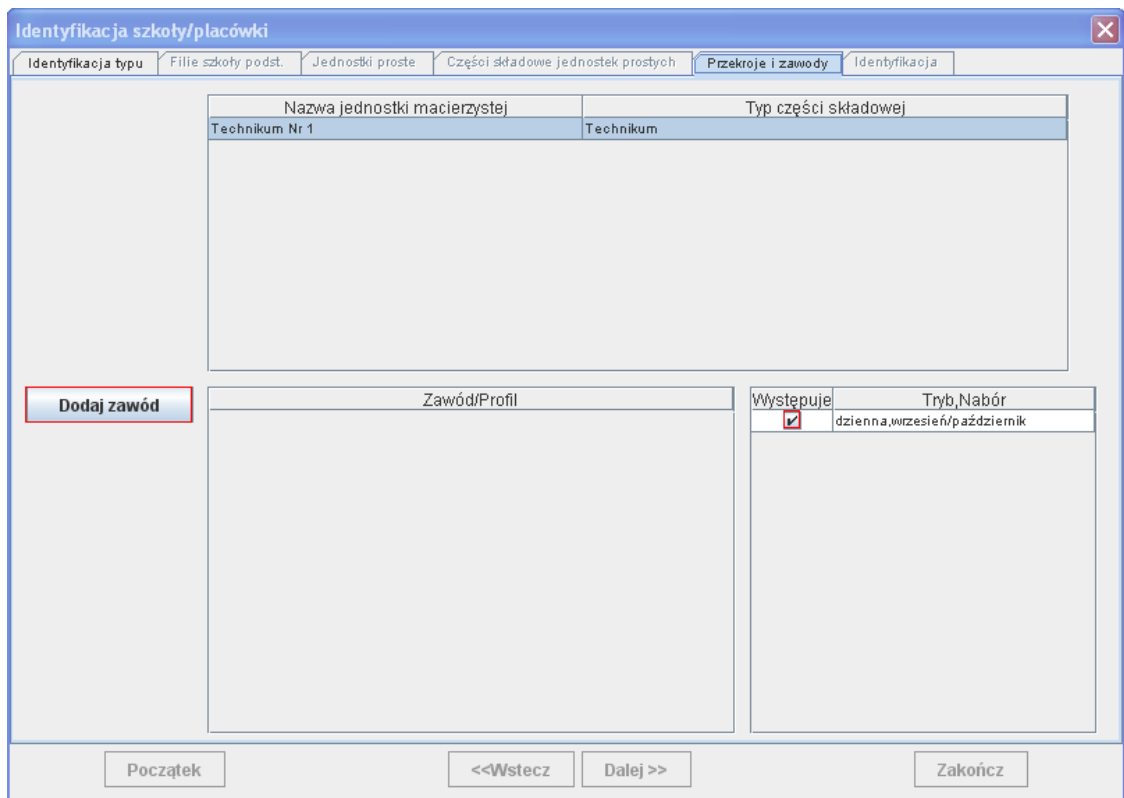 Identyfikacja szkoły/placówki
Identyfikacja typu Filie szkoły podst. Jednostki proste Części składowe jednostek prostych Przekroje i zawody Identyfikacja
Nazwa jednostki macierzystej Typ części składowej
Technikum Nr 1 Technikum
Dodaj zawód Zawód/Profil Występuje Tryb,Nabór
dzienna,wrzesień/październik
Początek <<Wstecz Dalej >> Zakończ